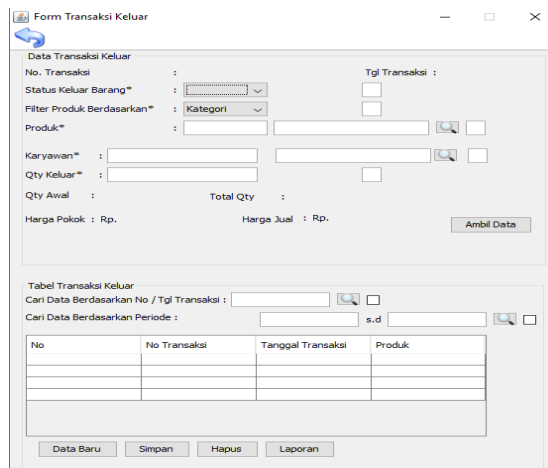 Form Transaksi Keluar
Data Transaksi Keluar
No. Transaksi : Tgl Transaksi :
Status Keluar Barang* :
Filter Produk Berdasarkan* : Kategori
Produk* :
Karyawan* :
Qty Keluar* :
Qty Awal : Total Qty :
Harga Pokok : Rp. Harga Jual : Rp.
Ambil Data
Tabel Transaksi Keluar
Cari Data Berdasarkan No / Tgl Transaksi :
Cari Data Berdasarkan Periode : s.d
No No Transaksi Tanggal Transaksi Produk
Data Baru Simpan Hapus Laporan